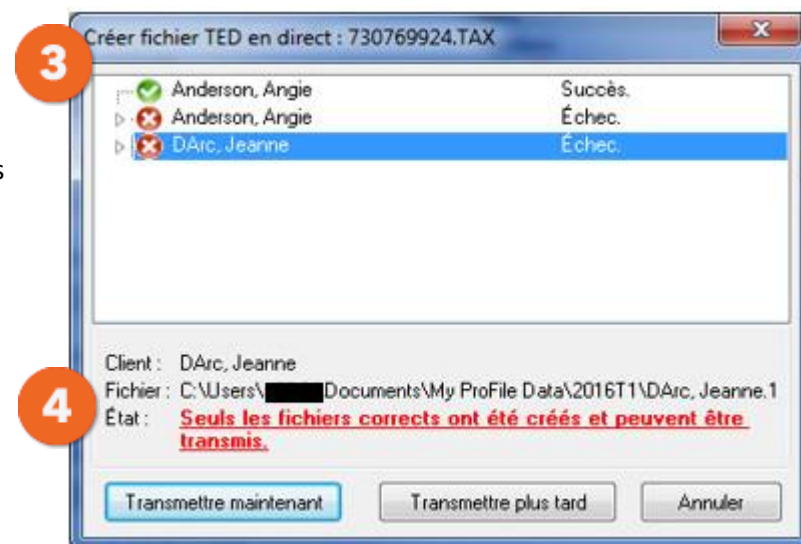 3
Créer fichier TED en direct : 730769924.TAX
Anderson, Angie Succès.
Anderson, Angie Échec.
DArc, Jeanne Échec.
s
4
Client : DArc, Jeanne
Fichier : C:\Users\ Documents\My ProFile Data\2016T1\DArc, Jeanne.1
État : Seuls les fichiers corrects ont été créés et peuvent être
transmis.
Transmettre maintenant Transmettre plus tard Annuler